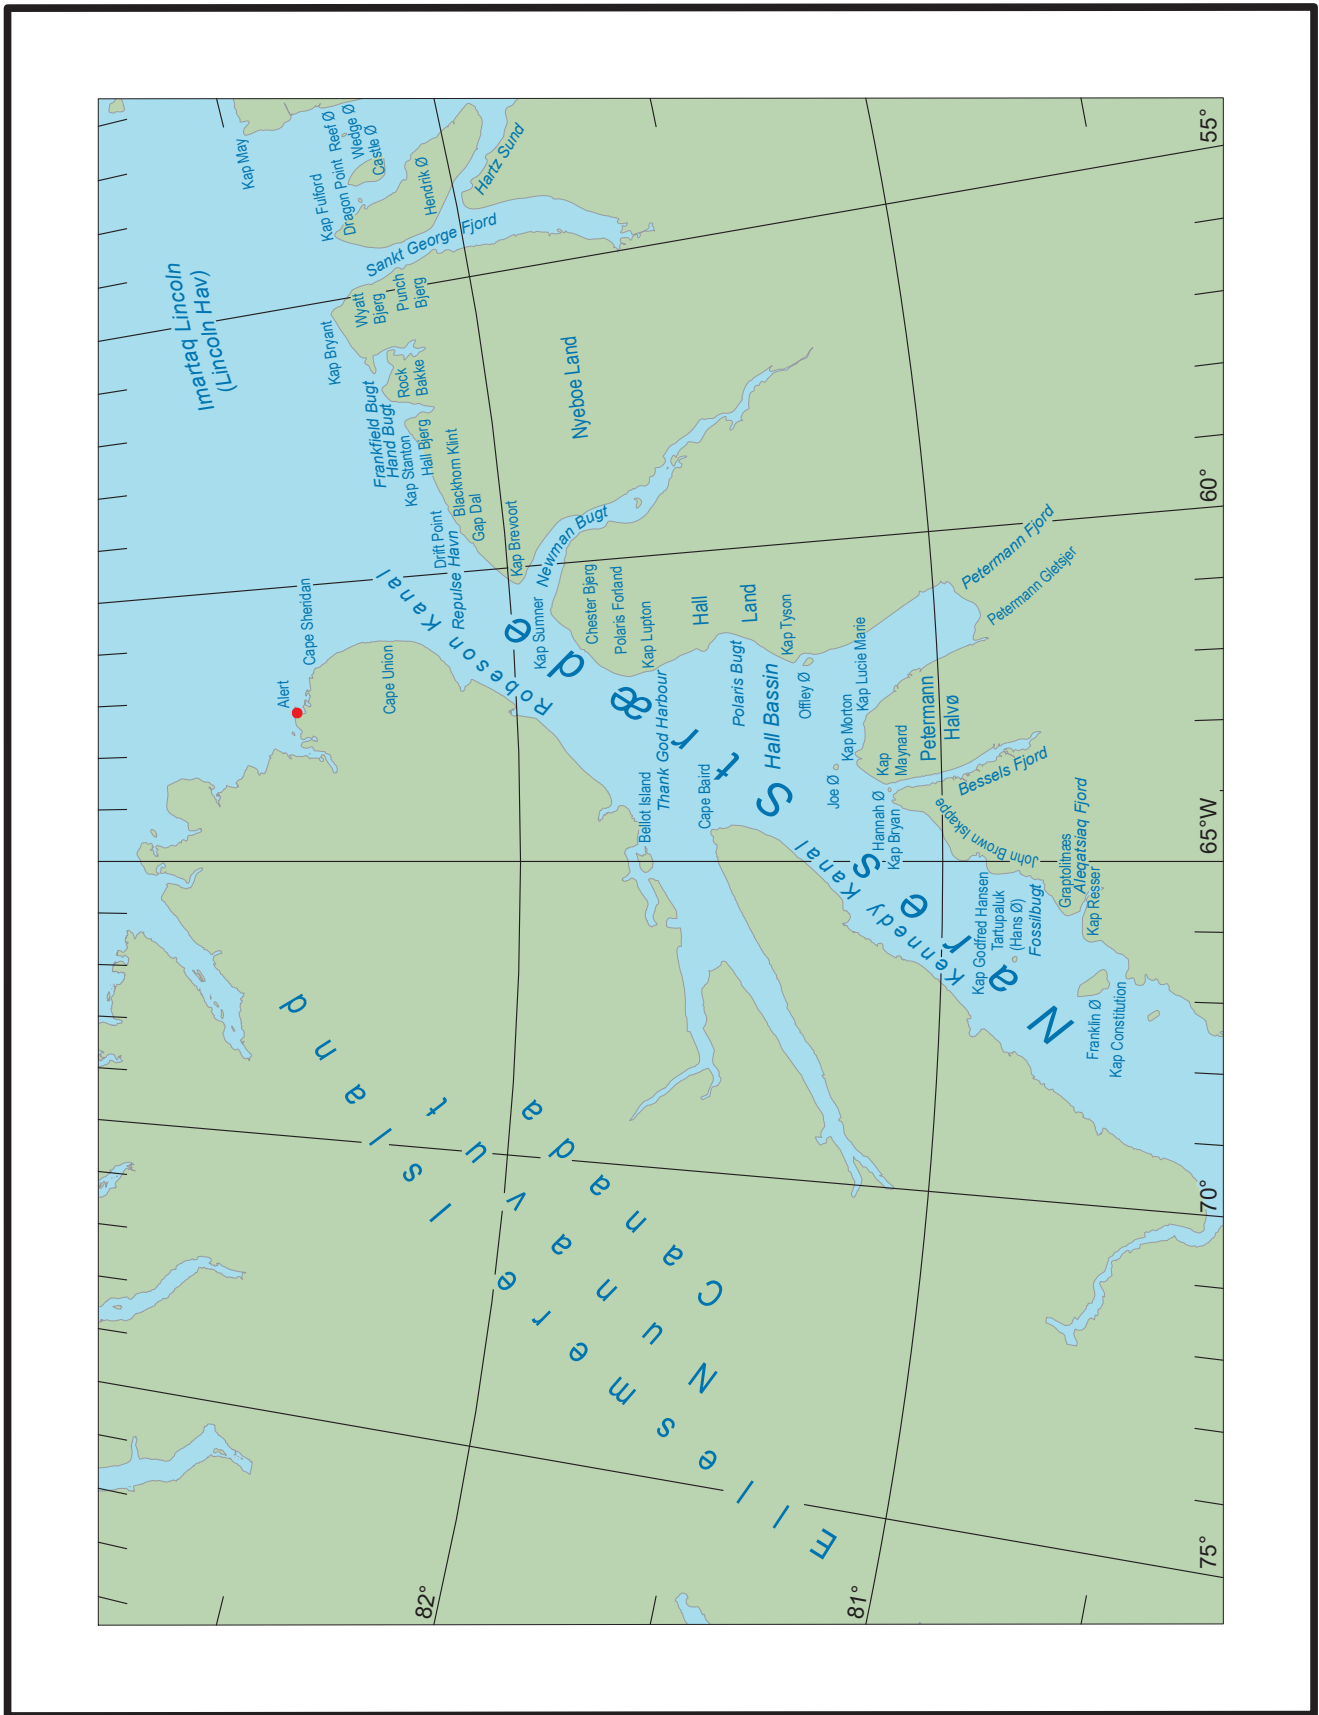 Imartaq Lincoln
(Lincoln Hav)
Kap May
Kap Fulford
Dragon Point
Reef Ø
Wedge Ø
Castle Ø
Hendrik Ø
Hartz Sund
Sankt George Fjord
Kap Bryant
Wyatt
Bjerg
Punch
Bjerg
Frankfield Bugt
Hand Bugt
Rock
Bakke
Kap Stanton
Hall Bjerg
Blackhorn Klint
Gap Dal
Drift Point
Repulse Havn
Kap Brevoort
Nyeboe Land
Newman Bugt
Alert
Cape Sheridan
Cape Union
Robeson Kanal
Kap Sumner
Chester Bjerg
Polaris Forland
Kap Lupton
Hall
Land
Thank God Harbour
Polaris Bugt
Hall Bassin
Kap Tyson
Offley Ø
Bellot Island
Cape Baird
Petermann Fjord
Petermann Gletsjer
Kap Lucie Marie
Kap Morton
Joe Ø
Petermann
Halvø
Kap
Maynard
Hannah Ø
Kap Bryan
Bessels Fjord
John Brown Iskappe
Kennedy Kanal
Nares Strædet
Kap Godfred Hansen
Tartupaluk
(Hans Ø)
Fossilbugt
Graptolitnæs
Aleqatsiaq Fjord
Kap Resser
Franklin Ø
Kap Constitution
Ellesmere Island
Nunavut
Canada
82°
81°
75°
70°
65°W
60°
55°